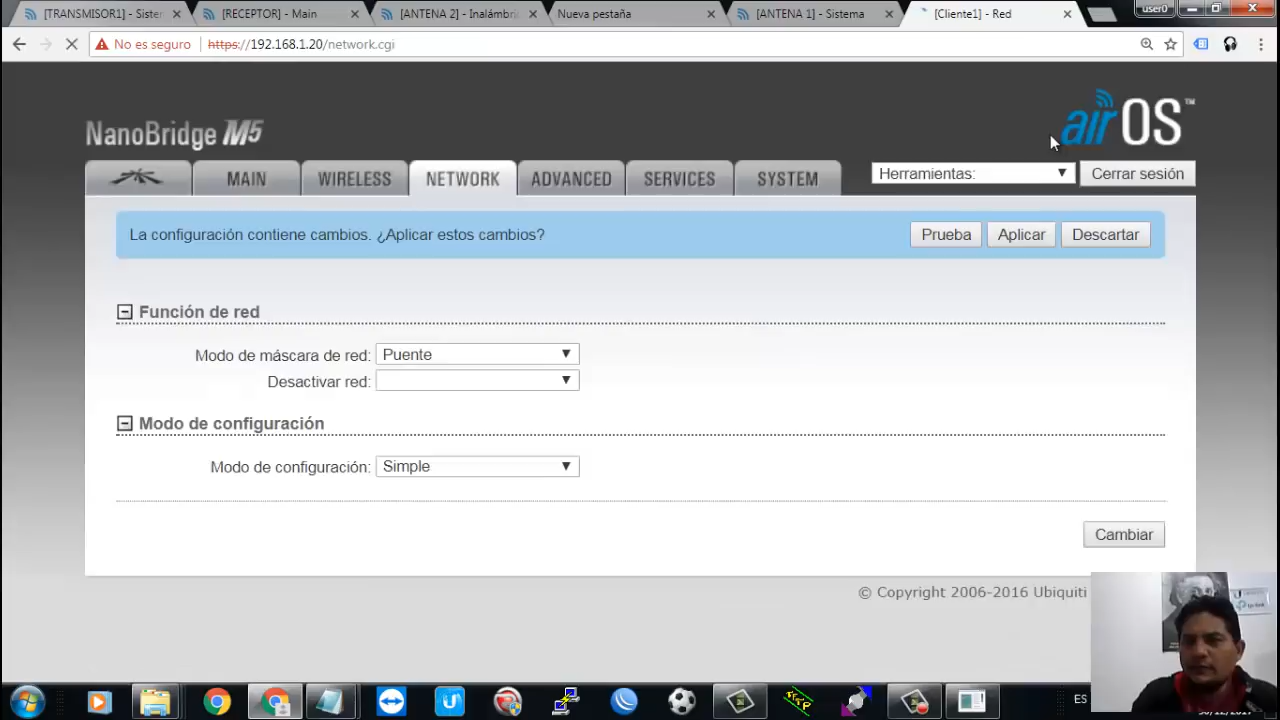 [TRANSMISOR1] - Sister
[RECEPTOR] - Main
[ANTENA 2] - Inalámbri
Nueva pestaña
[ANTENA 1] - Sistema
[Cliente1] - Red
user0
No es seguro
https://192.168.1.20/network.cgi
NanoBridge M5
airOS™
MAIN
WIRELESS
NETWORK
ADVANCED
SERVICES
SYSTEM
Herramientas:
Cerrar sesión
La configuración contiene cambios. ¿Aplicar estos cambios?
Prueba
Aplicar
Descartar
Función de red
Modo de máscara de red: Puente
Desactivar red:
Modo de configuración
Modo de configuración: Simple
Cambiar
© Copyright 2006-2016 Ubiquiti
ES